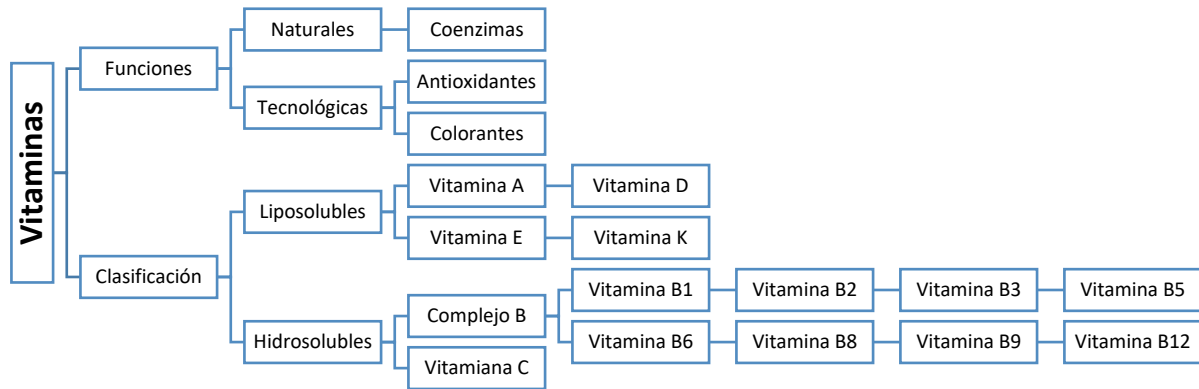 Vitaminas
Funciones
Naturales
Coenzimas
Tecnológicas
Antioxidantes
Colorantes
Clasificación
Liposolubles
Vitamina A
Vitamina D
Vitamina E
Vitamina K
Hidrosolubles
Complejo B
Vitamina B1
Vitamina B2
Vitamina B3
Vitamina B5
Vitamina B6
Vitamina B8
Vitamina B9
Vitamina B12
Vitamiana C